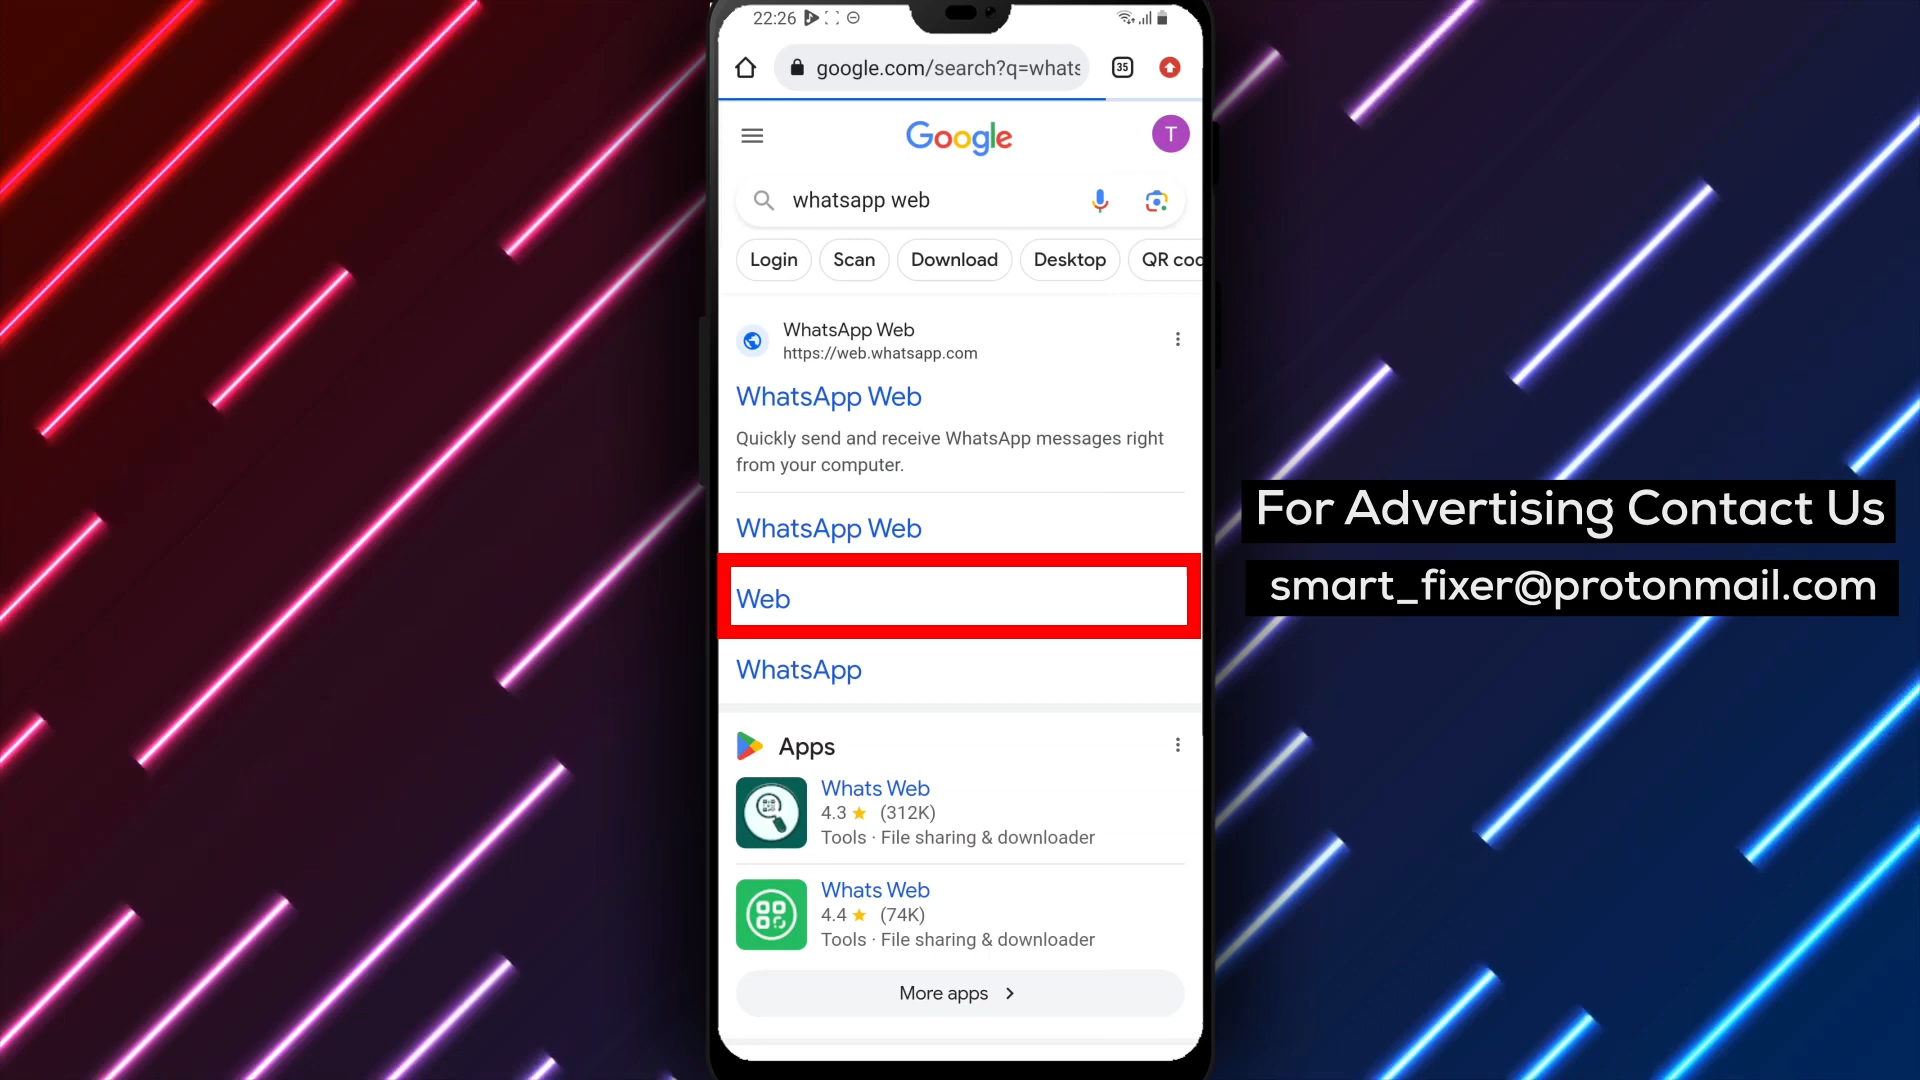 22:26
google.com/search?q=whats
35
Google
T
whatsapp web
Login
Scan
Download
Desktop
QR cod
WhatsApp Web
https://web.whatsapp.com
WhatsApp Web
Quickly send and receive WhatsApp messages right
from your computer.
WhatsApp Web
Web
WhatsApp
Apps
Whats Web
4.3 ★ (312K)
Tools · File sharing & downloader
Whats Web
4.4 ★ (74K)
Tools · File sharing & downloader
More apps
For Advertising Contact Us
smart_fixer@protonmail.com